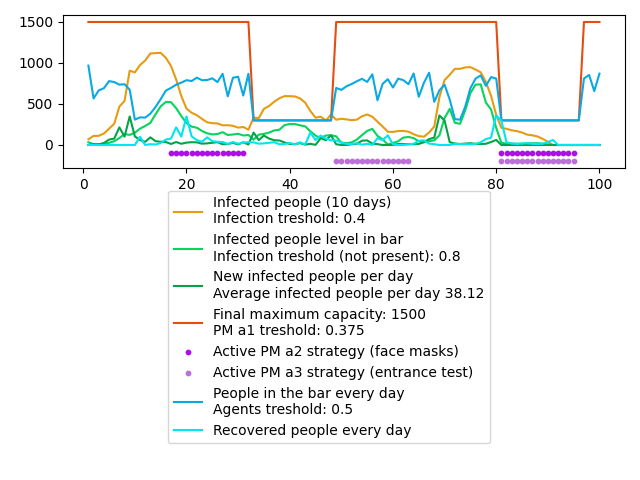 1500
1000
500
0
0 20 40 60 80 100
Infected people (10 days)
Infection treshold: 0.4
Infected people level in bar
Infection treshold (not present): 0.8
New infected people per day
Average infected people per day 38.12
Final maximum capacity: 1500
PM a1 treshold: 0.375
Active PM a2 strategy (face masks)
Active PM a3 strategy (entrance test)
People in the bar every day
Agents treshold: 0.5
Recovered people every day